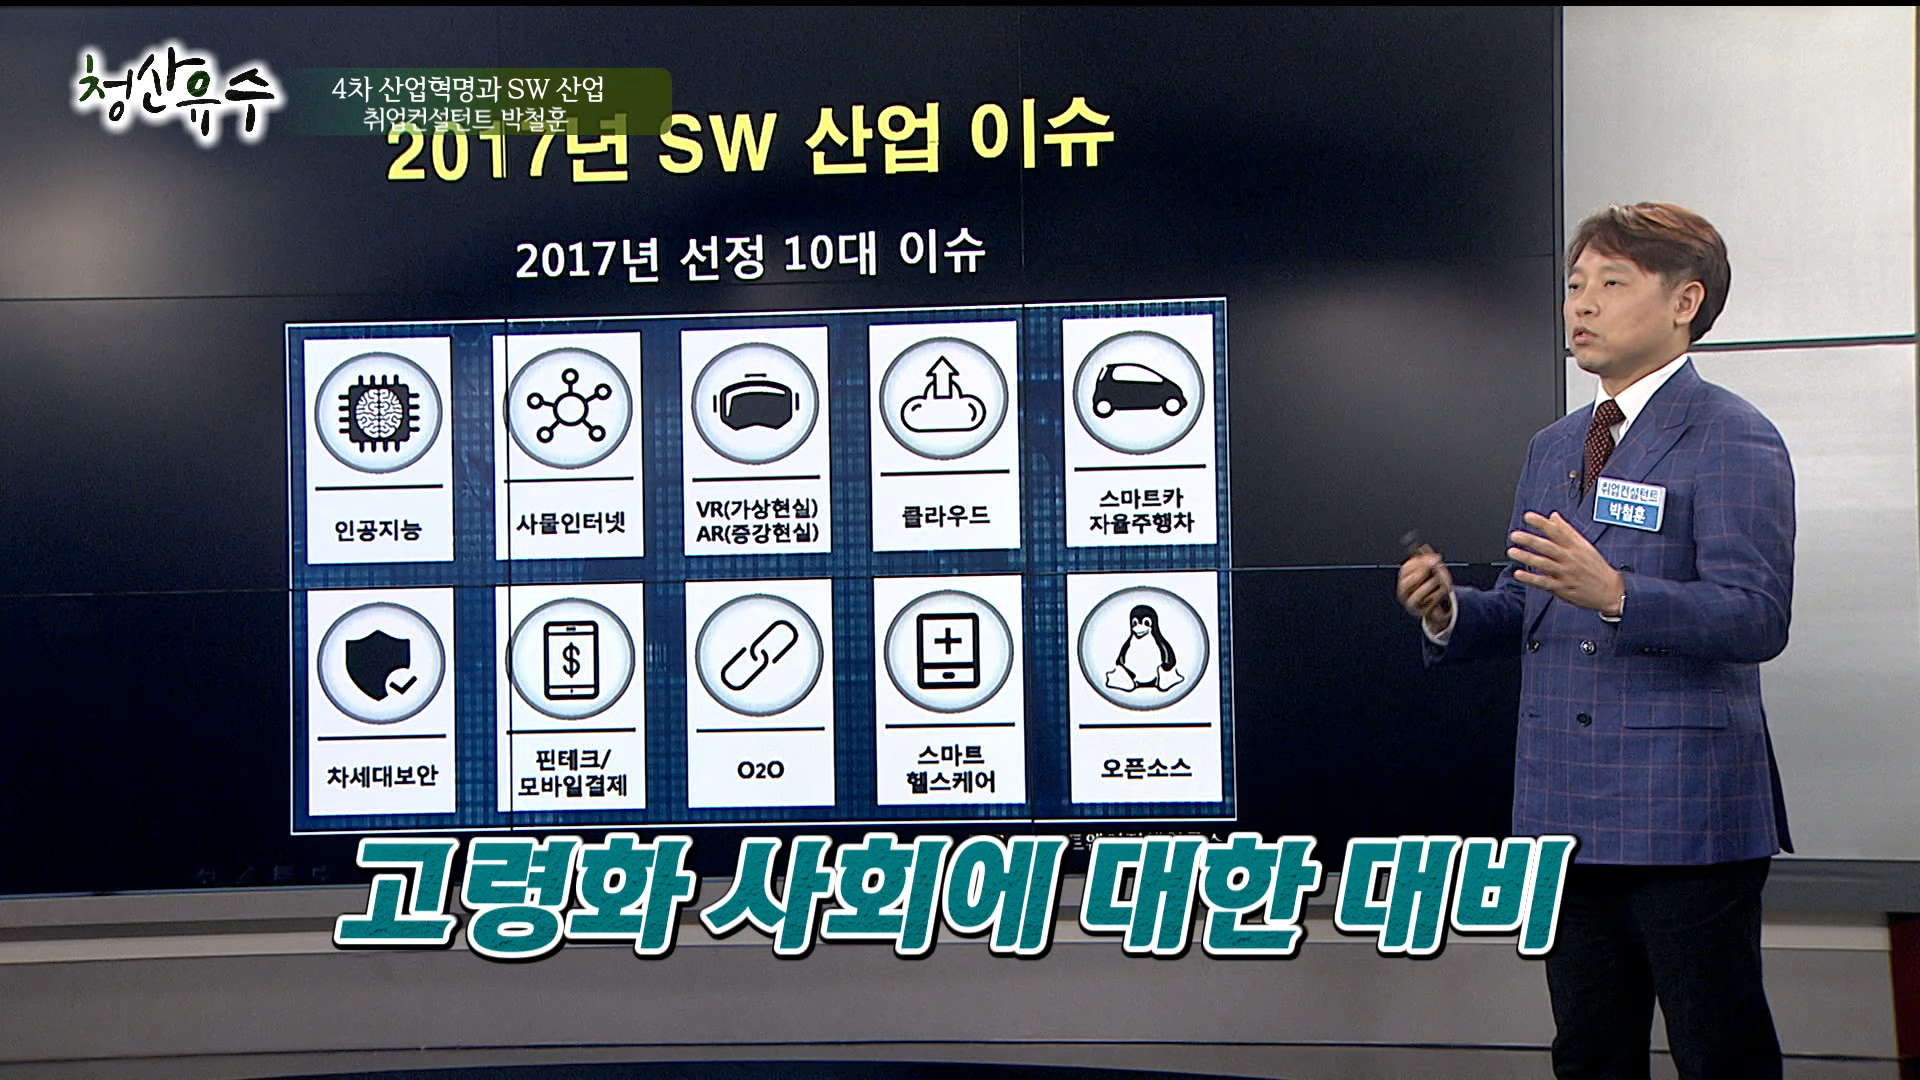 청산유수
4차 산업혁명과 SW 산업
취업컨설턴트 박철훈
2017년 SW 산업 이슈
2017년 선정 10대 이슈
인공지능
사물인터넷
VR(가상현실)
AR(증강현실)
클라우드
스마트카
자율주행차
차세대보안
핀테크/
모바일결제
$
O2O
스마트
헬스케어
오픈소스
취업컨설턴트
박철훈
고령화 사회에 대한 대비